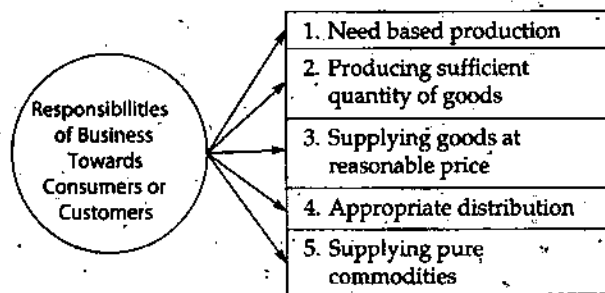 Responsibilities
of Business
Towards
Consumers or
Customers
1. Need based production
2. Producing sufficient
quantity of goods
3. Supplying goods at
reasonable price
4. Appropriate distribution
5. Supplying pure
commodities